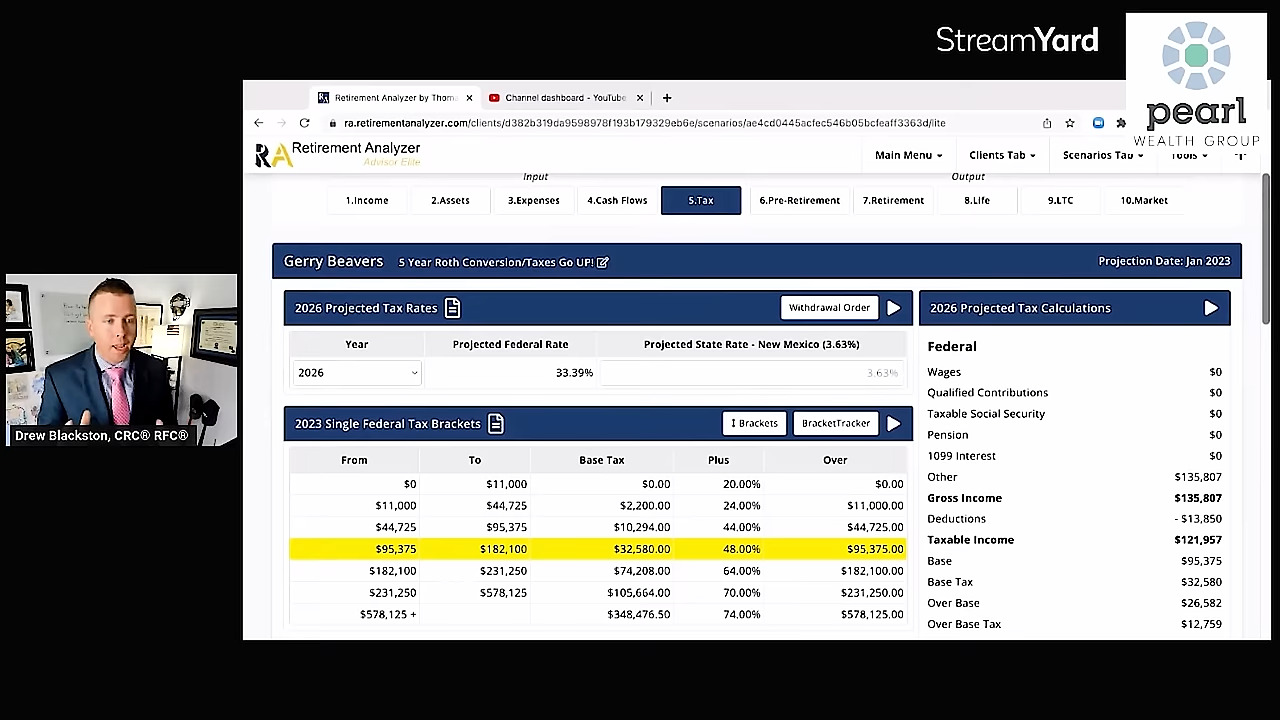 StreamYard
pearl
WEALTH GROUP
Retirement Analyzer by Thom
Channel dashboard - YouTube
ra.retirementanalyzer.com/clients/d382b319da9598978f193b179329eb6e/scenarios/ae4cd0445acfec546b05bcfeaff3363d/lite
RA Retirement Analyzer
Advisor Elite
Main Menu
Clients Tab
Scenarios Tab
Tools
Input
Output
1.Income
2.Assets
3.Expenses
4.Cash Flows
5.Tax
6.Pre-Retirement
7.Retirement
8.Life
9.LTC
10.Market
Gerry Beavers 5 Year Roth Conversion/Taxes Go UP! Projection Date: Jan 2023
2026 Projected Tax Rates Withdrawal Order
Year Projected Federal Rate Projected State Rate - New Mexico (3.63%)
2026 33.39% 3.63%
2023 Single Federal Tax Brackets
Brackets BracketTracker
From To Base Tax Plus Over
$0 $11,000 $0.00 20.00% $0.00
$11,000 $44,725 $2,200.00 24.00% $11,000.00
$44,725 $95,375 $10,294.00 44.00% $44,725.00
$95,375 $182,100 $32,580.00 48.00% $95,375.00
$182,100 $231,250 $74,208.00 64.00% $182,100.00
$231,250 $578,125 $105,664.00 70.00% $231,250.00
$578,125 + $348,476.50 74.00% $578,125.00
2026 Projected Tax Calculations
Federal
Wages $0
Qualified Contributions $0
Taxable Social Security $0
Pension $0
1099 Interest $0
Other $135,807
Gross Income $135,807
Deductions - $13,850
Taxable Income $121,957
Base $95,375
Base Tax $32,580
Over Base $26,582
Over Base Tax $12,759
Drew Blackston, CRC® RFC®